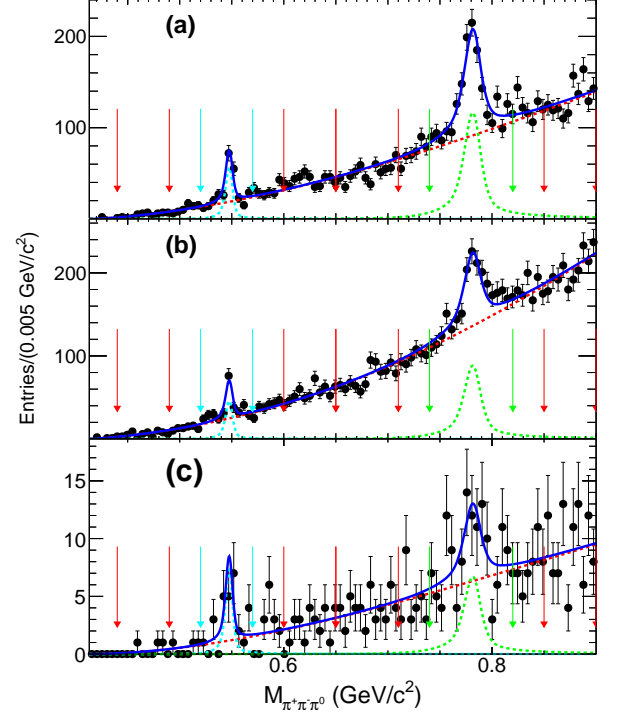 (a)
200
100
(b)
Entries/(0.005 GeV/c²)
200
100
(c)
15
10
5
0
0.6
0.8
M_{π⁺π⁻π⁰} (GeV/c²)